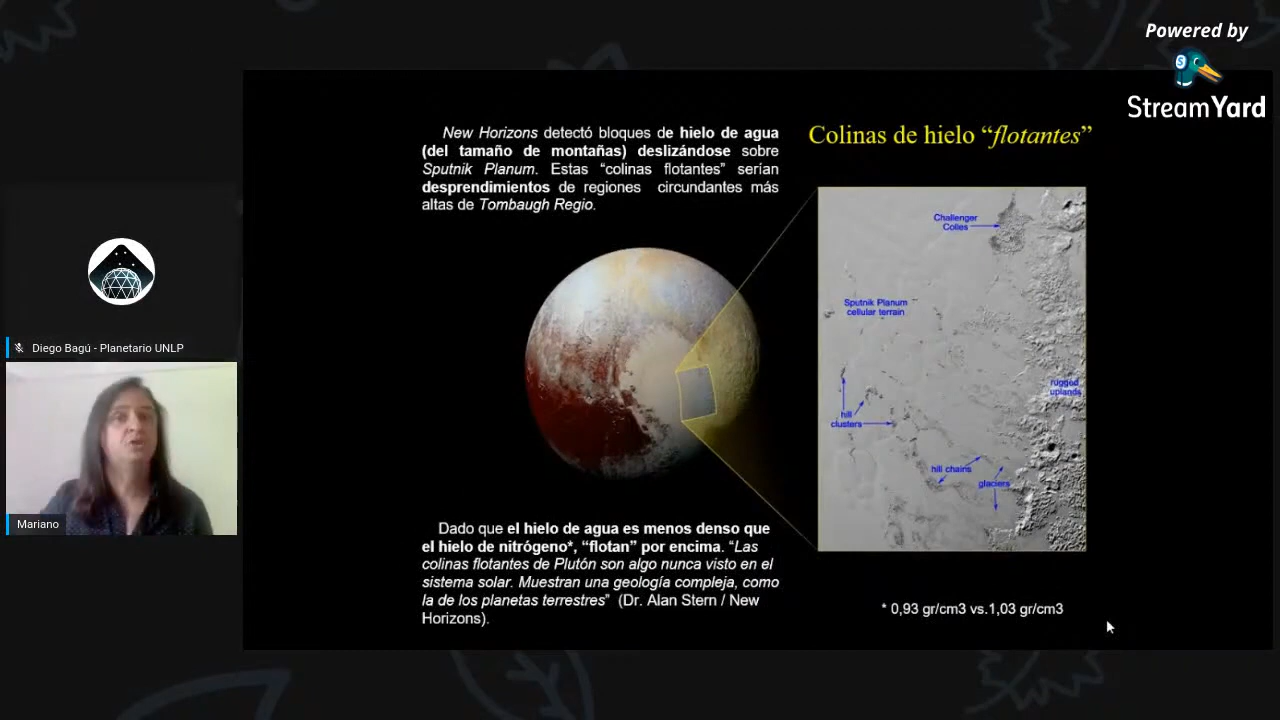 Powered by
StreamYard
New Horizons detectó bloques de hielo de agua
(del tamaño de montañas) deslizándose sobre
Sputnik Planum. Estas “colinas flotantes” serían
desprendimientos de regiones circundantes más
altas de Tombaugh Regio.
Colinas de hielo “flotantes”
Challenger
Colles
Sputnik Planum
cellular terrain
rugged
uplands
hill
clusters
hill chains
glaciers
Diego Bagú - Planetario UNLP
Mariano
Dado que el hielo de agua es menos denso que
el hielo de nitrógeno*, “flotan” por encima. “Las
colinas flotantes de Plutón son algo nunca visto en el
sistema solar. Muestran una geología compleja, como
la de los planetas terrestres” (Dr. Alan Stern / New
Horizons).
* 0,93 gr/cm3 vs.1,03 gr/cm3